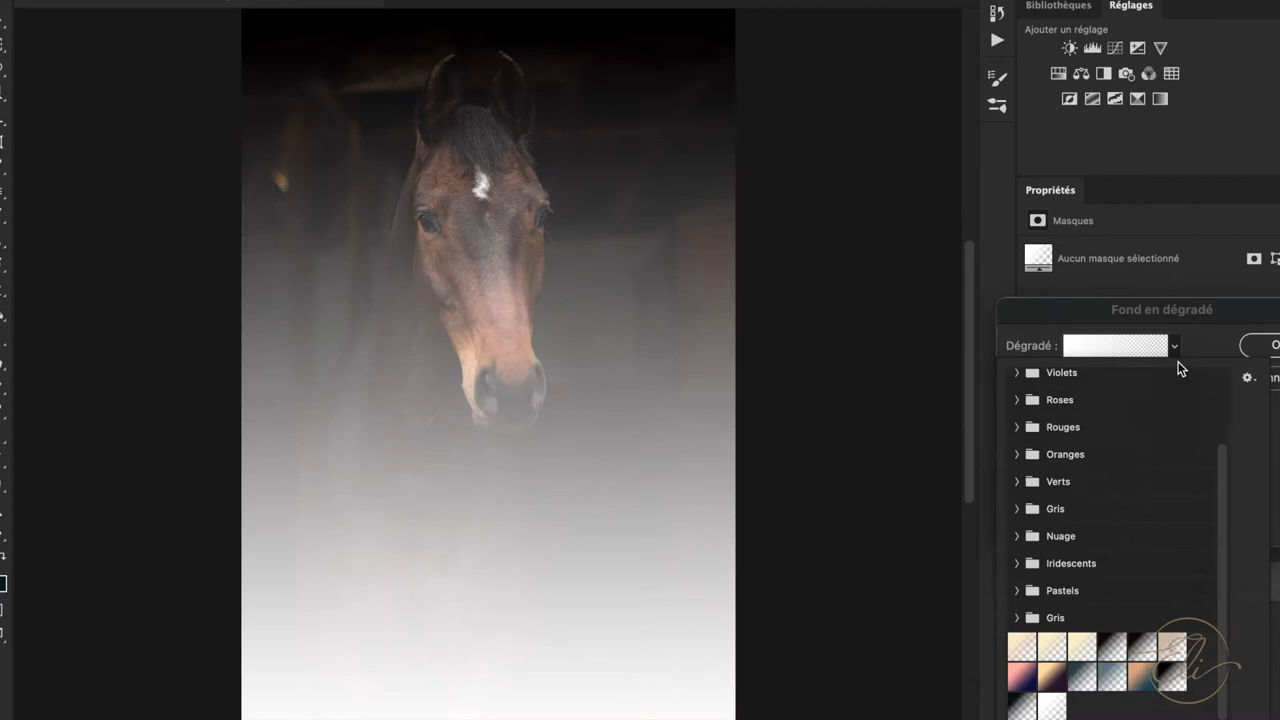 Bibliothèques
Réglages
Ajouter un réglage
Propriétés
Masques
Aucun masque sélectionné
Fond en dégradé
Dégradé :
O
Violets
Roses
Rouges
Oranges
Verts
Gris
Nuage
Iridescents
Pastels
Gris
Eli